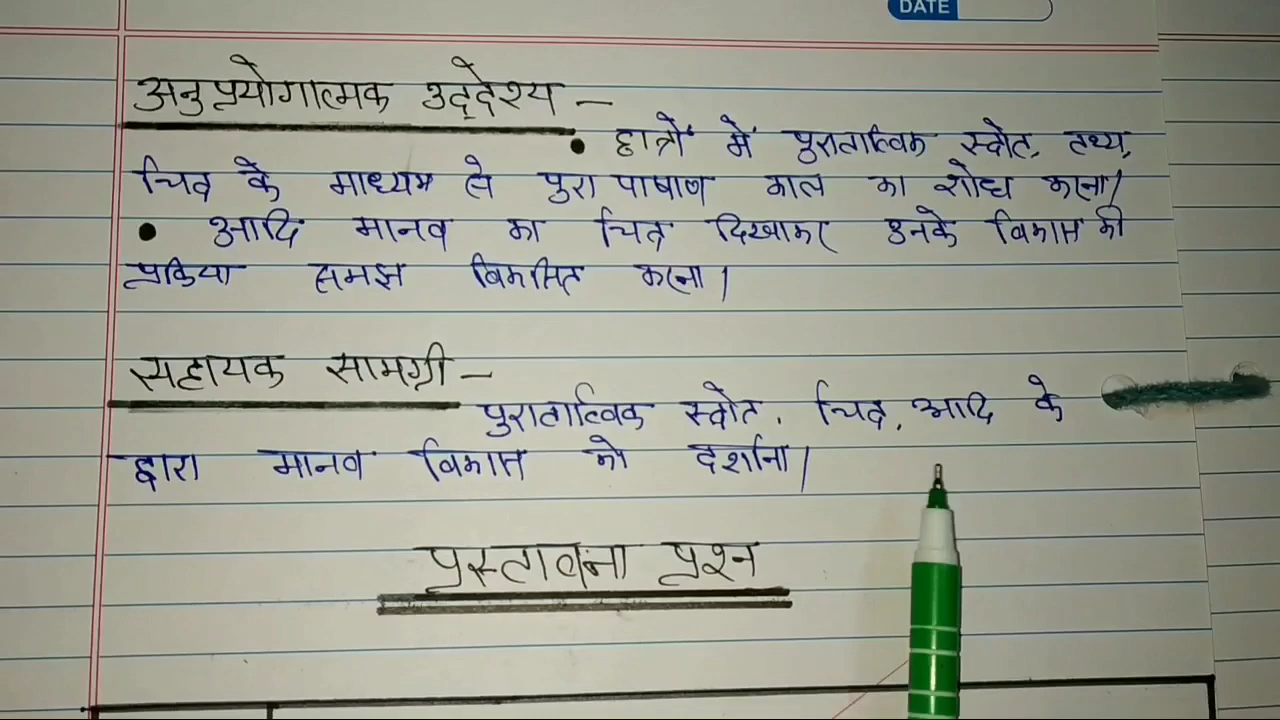 DATE
अनुप्रयोगात्मक उद्देश्य –
• छात्रों में पुरातात्विक स्त्रोत, तथ्य,
चित्र के माध्यम से पुरा पाषाण काल का शोध करना।
• आदि मानव का चित्र दिखाकर उनके विकास की
प्रक्रिया समझ विकसित करना।
सहायक सामग्री –
पुरातात्विक स्त्रोत, चित्र, आदि के
द्वारा मानव विकास को दर्शाना।
प्रस्तावना प्रश्न